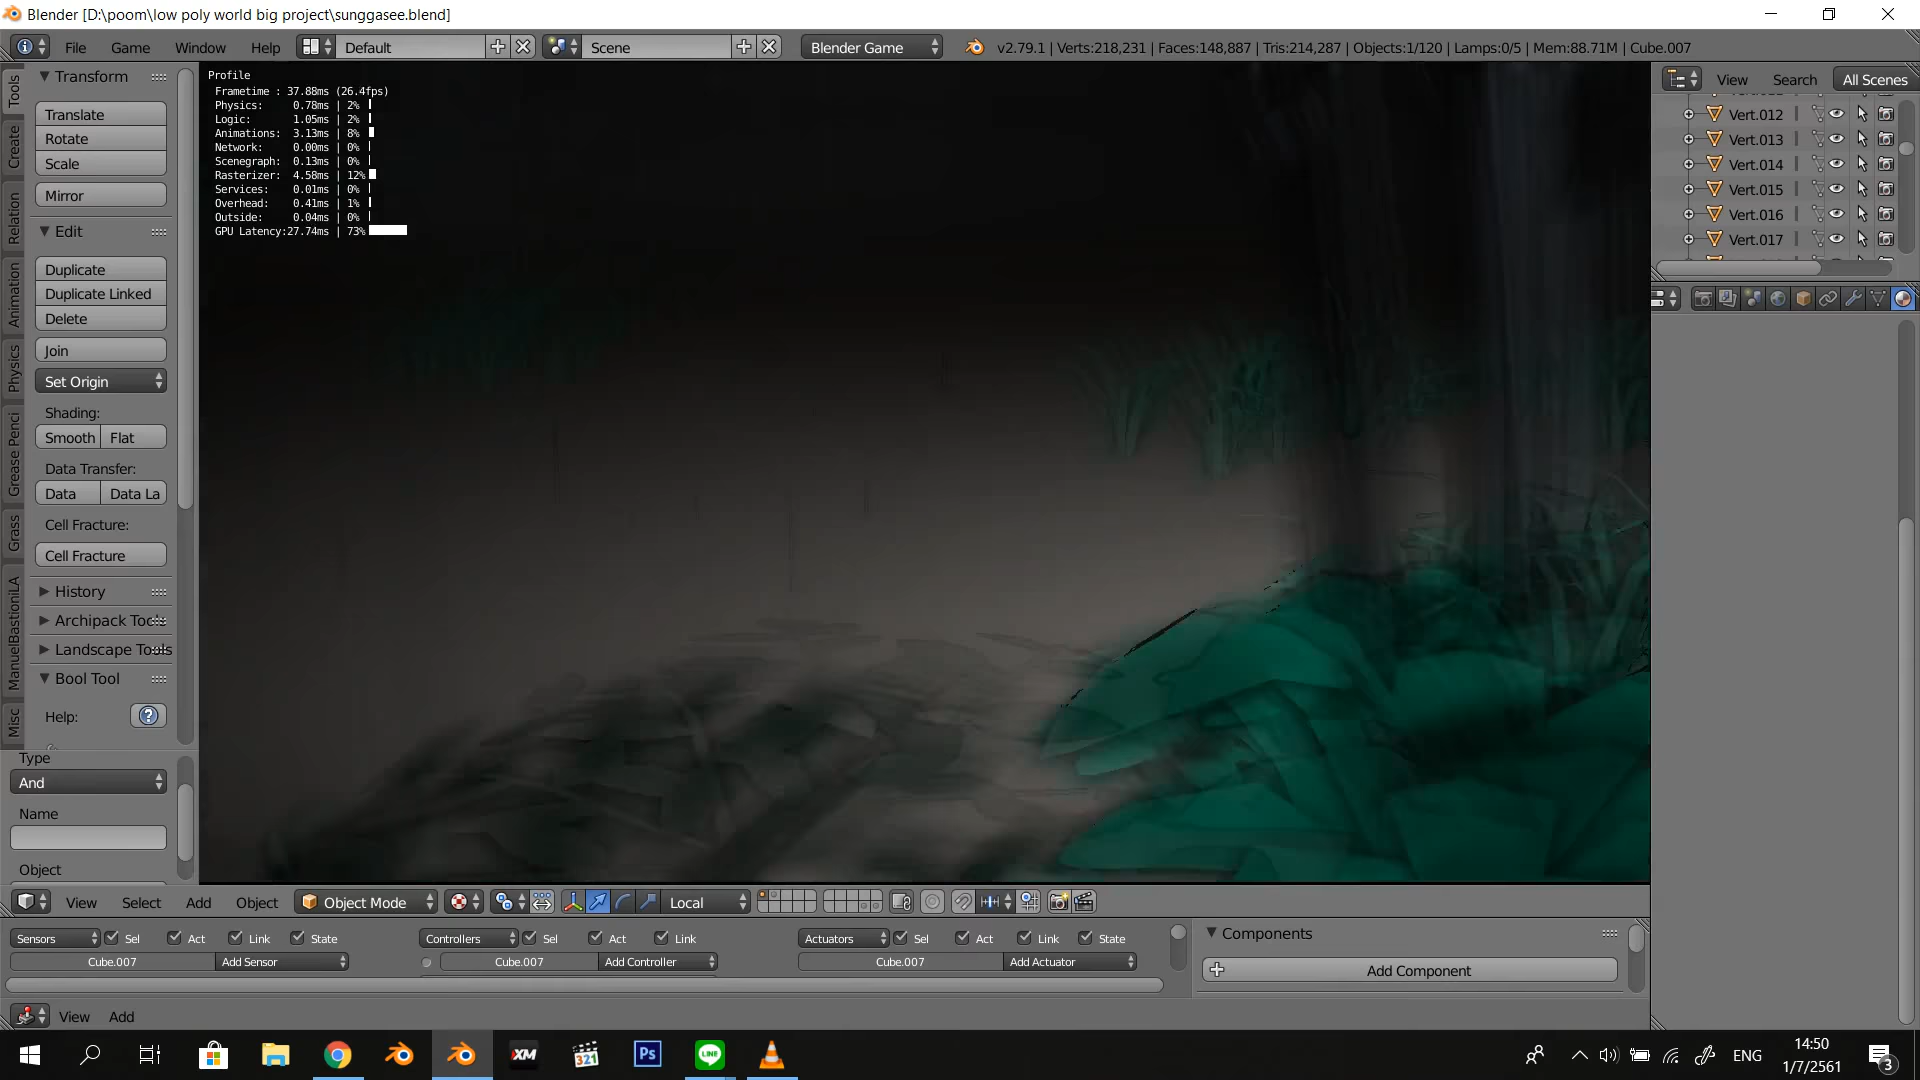 Blender [D:\poom\low poly world big project\sunggasee.blend]
File Game Window Help Default Scene Blender Game v2.79.1 | Verts:218,231 | Faces:148,887 | Tris:214,287 | Objects:1/120 | Lamps:0/5 | Mem:88.71M | Cube.007
Tools
Create
Relation
Animation
Physics
Grease Penci
Grass
ManuelBastioniLA
Misc
Transform
Translate
Rotate
Scale
Mirror
Edit
Duplicate
Duplicate Linked
Delete
Join
Set Origin
Shading:
Smooth Flat
Data Transfer:
Data Data La
Cell Fracture:
Cell Fracture
History
Archipack Tools
Landscape Tools
Bool Tool
Help:
Type
And
Name
Object
Profile
Frametime : 37.88ms (26.4fps)
Physics: 0.78ms | 2%
Logic: 1.05ms | 2%
Animations: 3.13ms | 8%
Network: 0.00ms | 0%
Scenegraph: 0.13ms | 0%
Rasterizer: 4.58ms | 12%
Services: 0.01ms | 0%
Overhead: 0.41ms | 1%
Outside: 0.04ms | 0%
GPU Latency:27.74ms | 73%
View Search All Scenes
Vert.012
Vert.013
Vert.014
Vert.015
Vert.016
Vert.017
View Select Add Object Object Mode Local
Sensors Sel Act Link State Controllers Sel Act Link Actuators Sel Act Link State
Cube.007 Add Sensor Cube.007 Add Controller Cube.007 Add Actuator
Components
Add Component
View Add
XM
321
Ps
LINE
ENG
14:50
1/7/2561
3